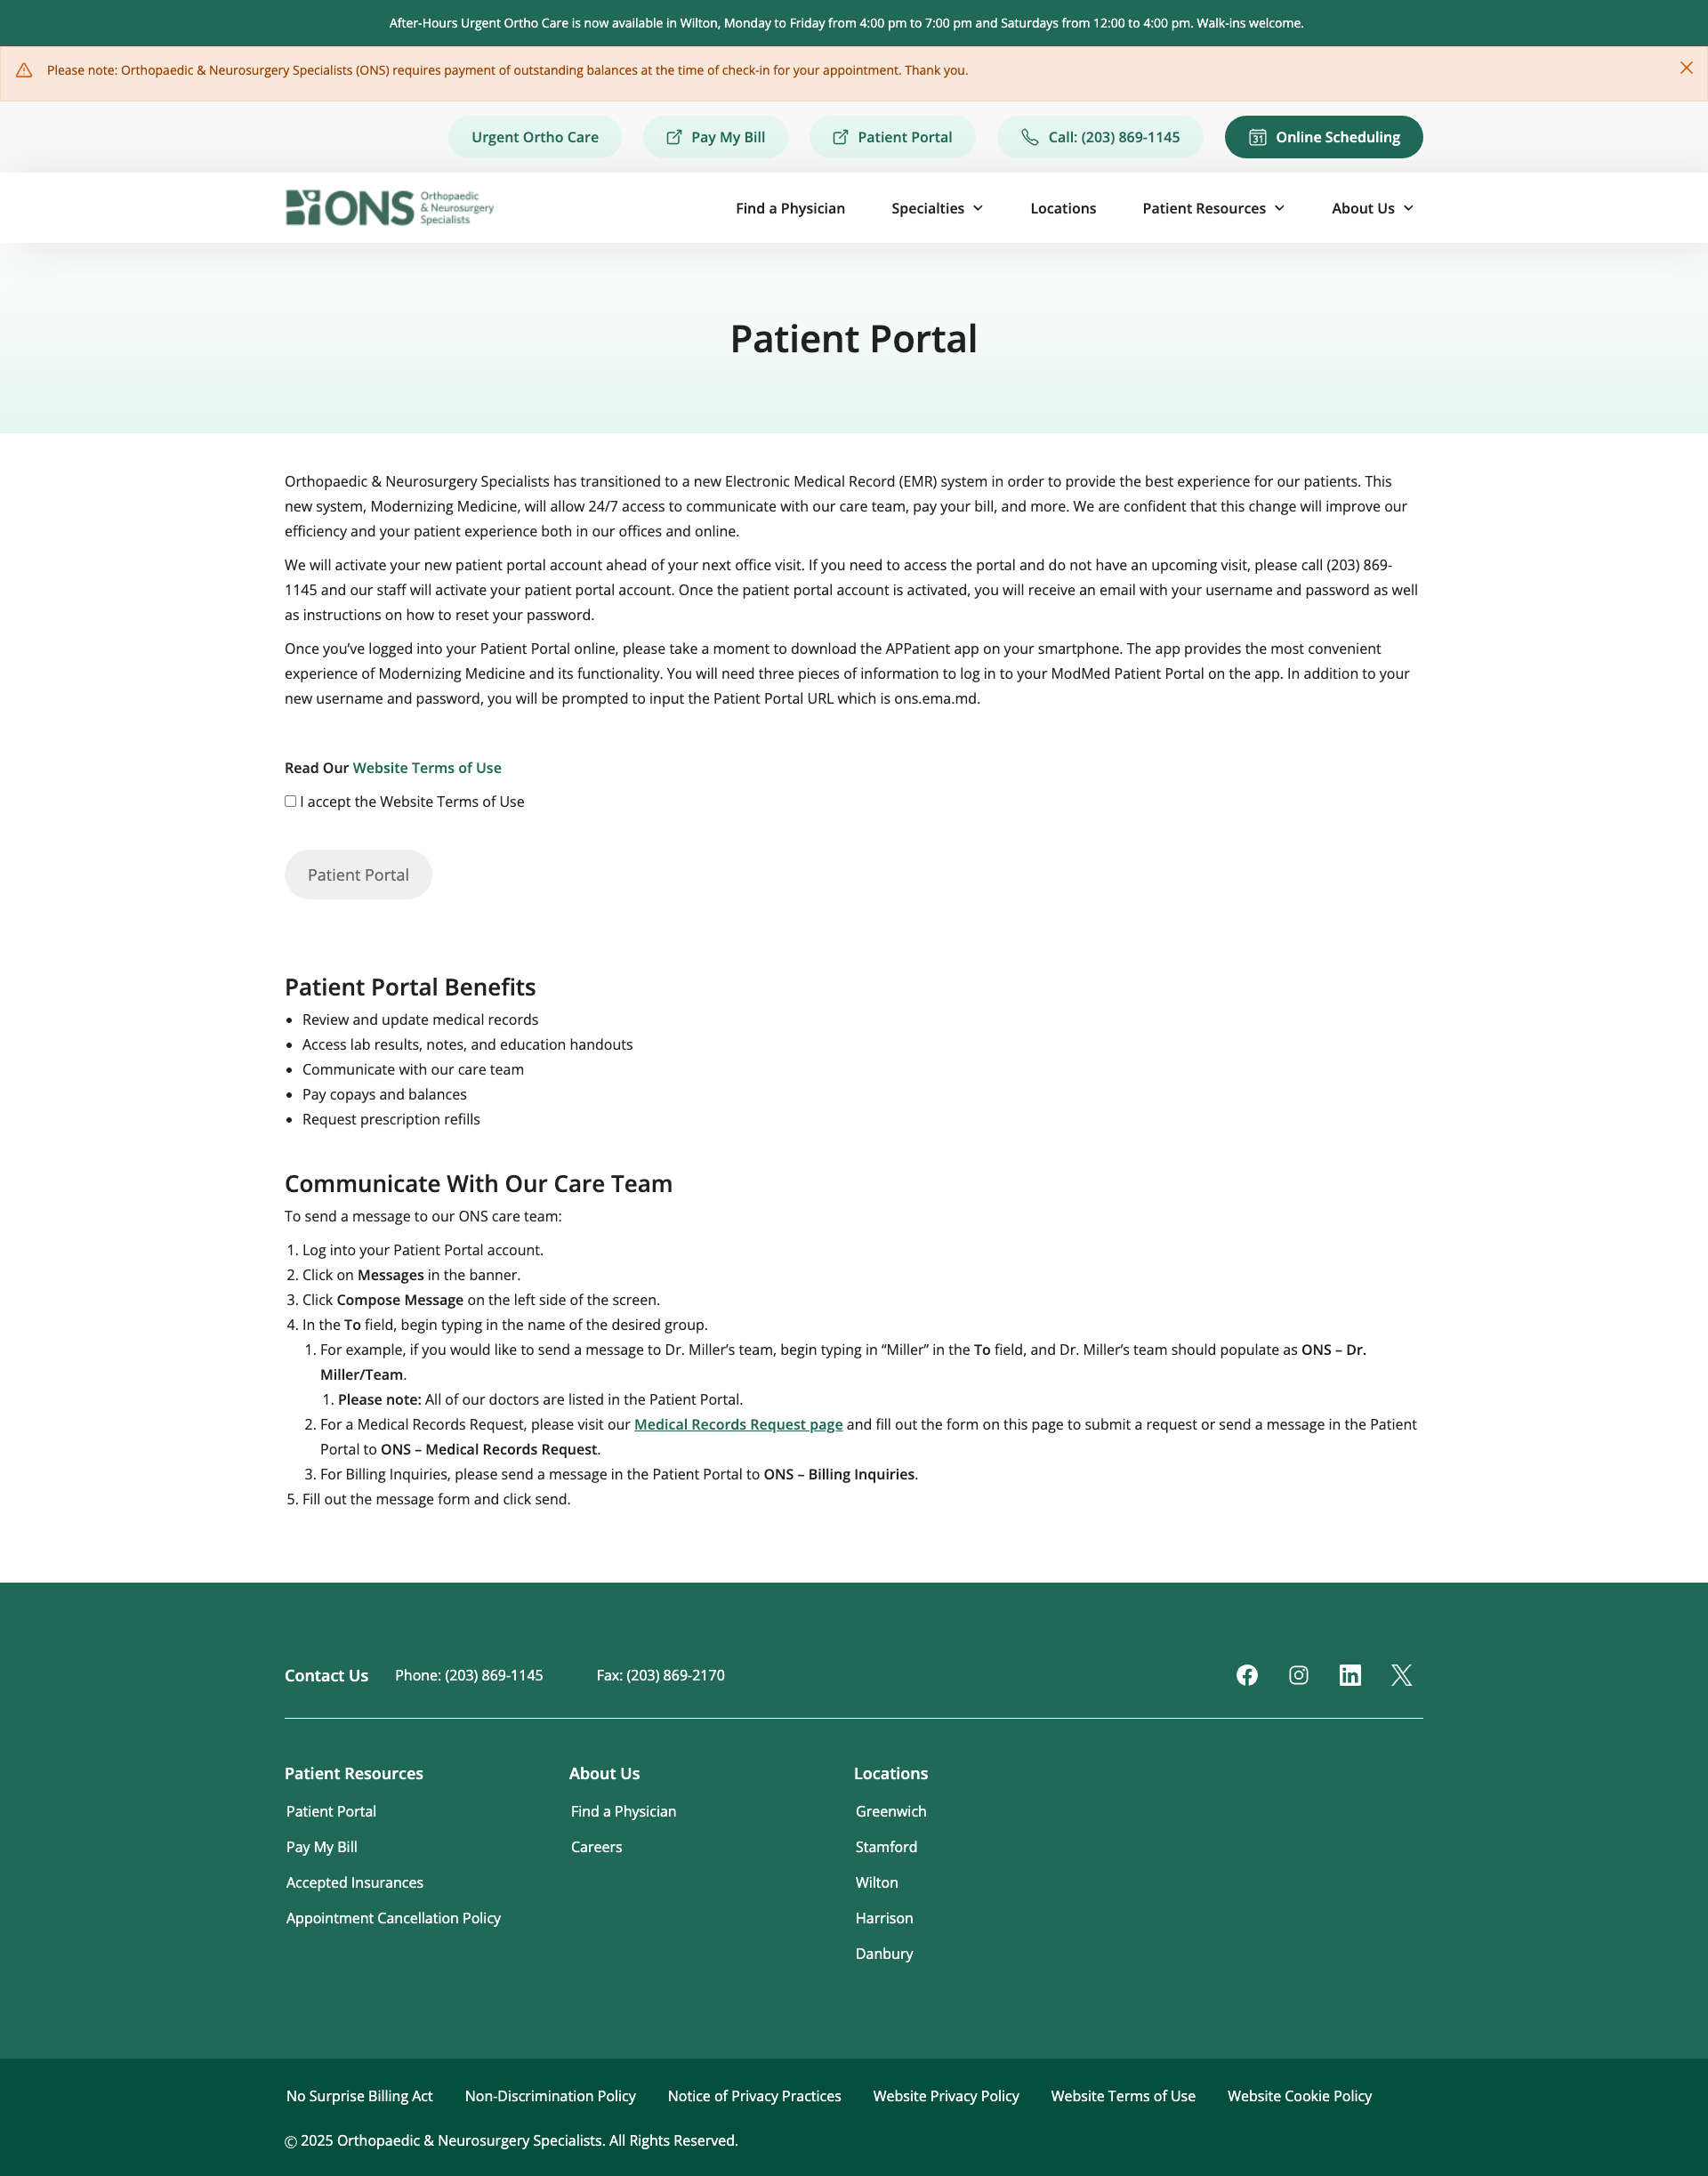 After-Hours Urgent Ortho Care is now available in Wilton, Monday to Friday from 4:00 pm to 7:00 pm and Saturdays from 12:00 to 4:00 pm. Walk-ins welcome.
Please note: Orthopaedic & Neurosurgery Specialists (ONS) requires payment of outstanding balances at the time of check-in for your appointment. Thank you.
Urgent Ortho Care
Pay My Bill
Patient Portal
Call: (203) 869-1145
31
Online Scheduling
ONS
Orthopaedic
& Neurosurgery
Specialists
Find a Physician
Specialties
Locations
Patient Resources
About Us
Patient Portal
Orthopaedic & Neurosurgery Specialists has transitioned to a new Electronic Medical Record (EMR) system in order to provide the best experience for our patients. This
new system, Modernizing Medicine, will allow 24/7 access to communicate with our care team, pay your bill, and more. We are confident that this change will improve our
efficiency and your patient experience both in our offices and online.
We will activate your new patient portal account ahead of your next office visit. If you need to access the portal and do not have an upcoming visit, please call (203) 869-
1145 and our staff will activate your patient portal account. Once the patient portal account is activated, you will receive an email with your username and password as well
as instructions on how to reset your password.
Once you’ve logged into your Patient Portal online, please take a moment to download the APPatient app on your smartphone. The app provides the most convenient
experience of Modernizing Medicine and its functionality. You will need three pieces of information to log in to your ModMed Patient Portal on the app. In addition to your
new username and password, you will be prompted to input the Patient Portal URL which is ons.ema.md.
Read Our Website Terms of Use
I accept the Website Terms of Use
Patient Portal
Patient Portal Benefits
• Review and update medical records
• Access lab results, notes, and education handouts
• Communicate with our care team
• Pay copays and balances
• Request prescription refills
Communicate With Our Care Team
To send a message to our ONS care team:
1. Log into your Patient Portal account.
2. Click on Messages in the banner.
3. Click Compose Message on the left side of the screen.
4. In the To field, begin typing in the name of the desired group.
1. For example, if you would like to send a message to Dr. Miller’s team, begin typing in “Miller” in the To field, and Dr. Miller’s team should populate as ONS – Dr.
Miller/Team.
1. Please note: All of our doctors are listed in the Patient Portal.
2. For a Medical Records Request, please visit our Medical Records Request page and fill out the form on this page to submit a request or send a message in the Patient
Portal to ONS – Medical Records Request.
3. For Billing Inquiries, please send a message in the Patient Portal to ONS – Billing Inquiries.
5. Fill out the message form and click send.
Contact Us
Phone: (203) 869-1145
Fax: (203) 869-2170
Patient Resources
Patient Portal
Pay My Bill
Accepted Insurances
Appointment Cancellation Policy
About Us
Find a Physician
Careers
Locations
Greenwich
Stamford
Wilton
Harrison
Danbury
No Surprise Billing Act
Non-Discrimination Policy
Notice of Privacy Practices
Website Privacy Policy
Website Terms of Use
Website Cookie Policy
© 2025 Orthopaedic & Neurosurgery Specialists. All Rights Reserved.